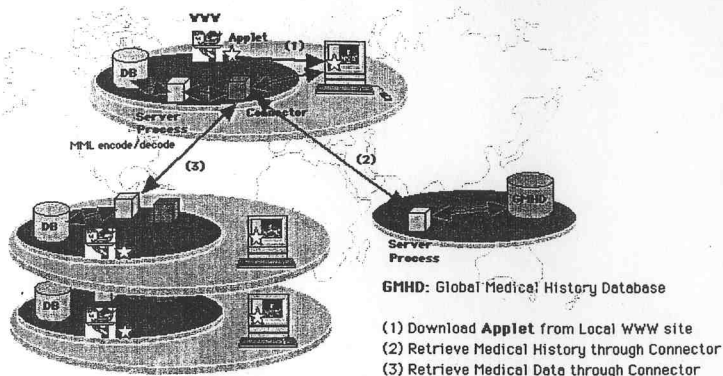 WWW
Applet
(1)
DB
Server
Process
Connector
MML encode/decode
(3)
(2)
DB
GMHD
Server
Process
DB
GMHD: Global Medical History Database
(1) Download Applet from Local WWW site
(2) Retrieve Medical History through Connector
(3) Retrieve Medical Data through Connector